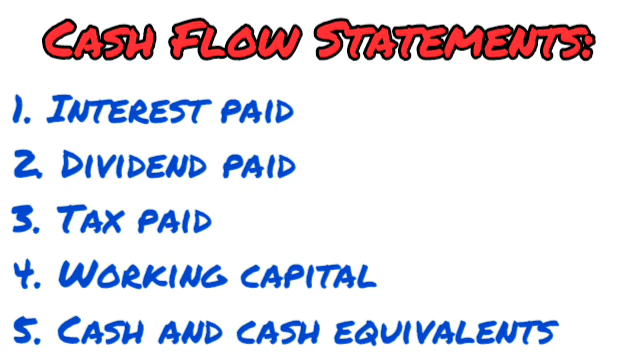 Cash Flow Statements:
1. Interest paid
2. Dividend paid
3. Tax paid
4. Working capital
5. Cash and cash equivalents